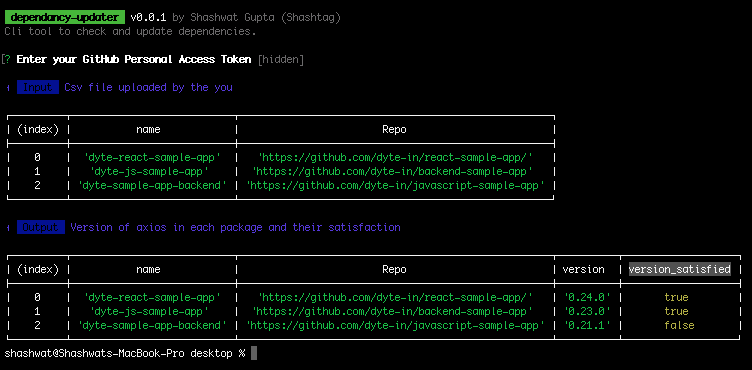 dependancy-updater v0.0.1 by Shashwat Gupta (Shashtag)
Cli tool to check and update dependencies.
[? Enter your GitHub Personal Access Token [hidden]
i Input Csv file uploaded by the you
(index) name Repo
0 'dyte-react-sample-app' 'https://github.com/dyte-in/react-sample-app/'
1 'dyte-js-sample-app' 'https://github.com/dyte-in/backend-sample-app'
2 'dyte-sample-app-backend' 'https://github.com/dyte-in/javascript-sample-app'
i Output Version of axios in each package and their satisfaction
(index) name Repo version version_satisfied
0 'dyte-react-sample-app' 'https://github.com/dyte-in/react-sample-app/' '0.24.0' true
1 'dyte-js-sample-app' 'https://github.com/dyte-in/backend-sample-app' '0.23.0' true
2 'dyte-sample-app-backend' 'https://github.com/dyte-in/javascript-sample-app' '0.21.1' false
shashwat@Shashwats-MacBook-Pro desktop %